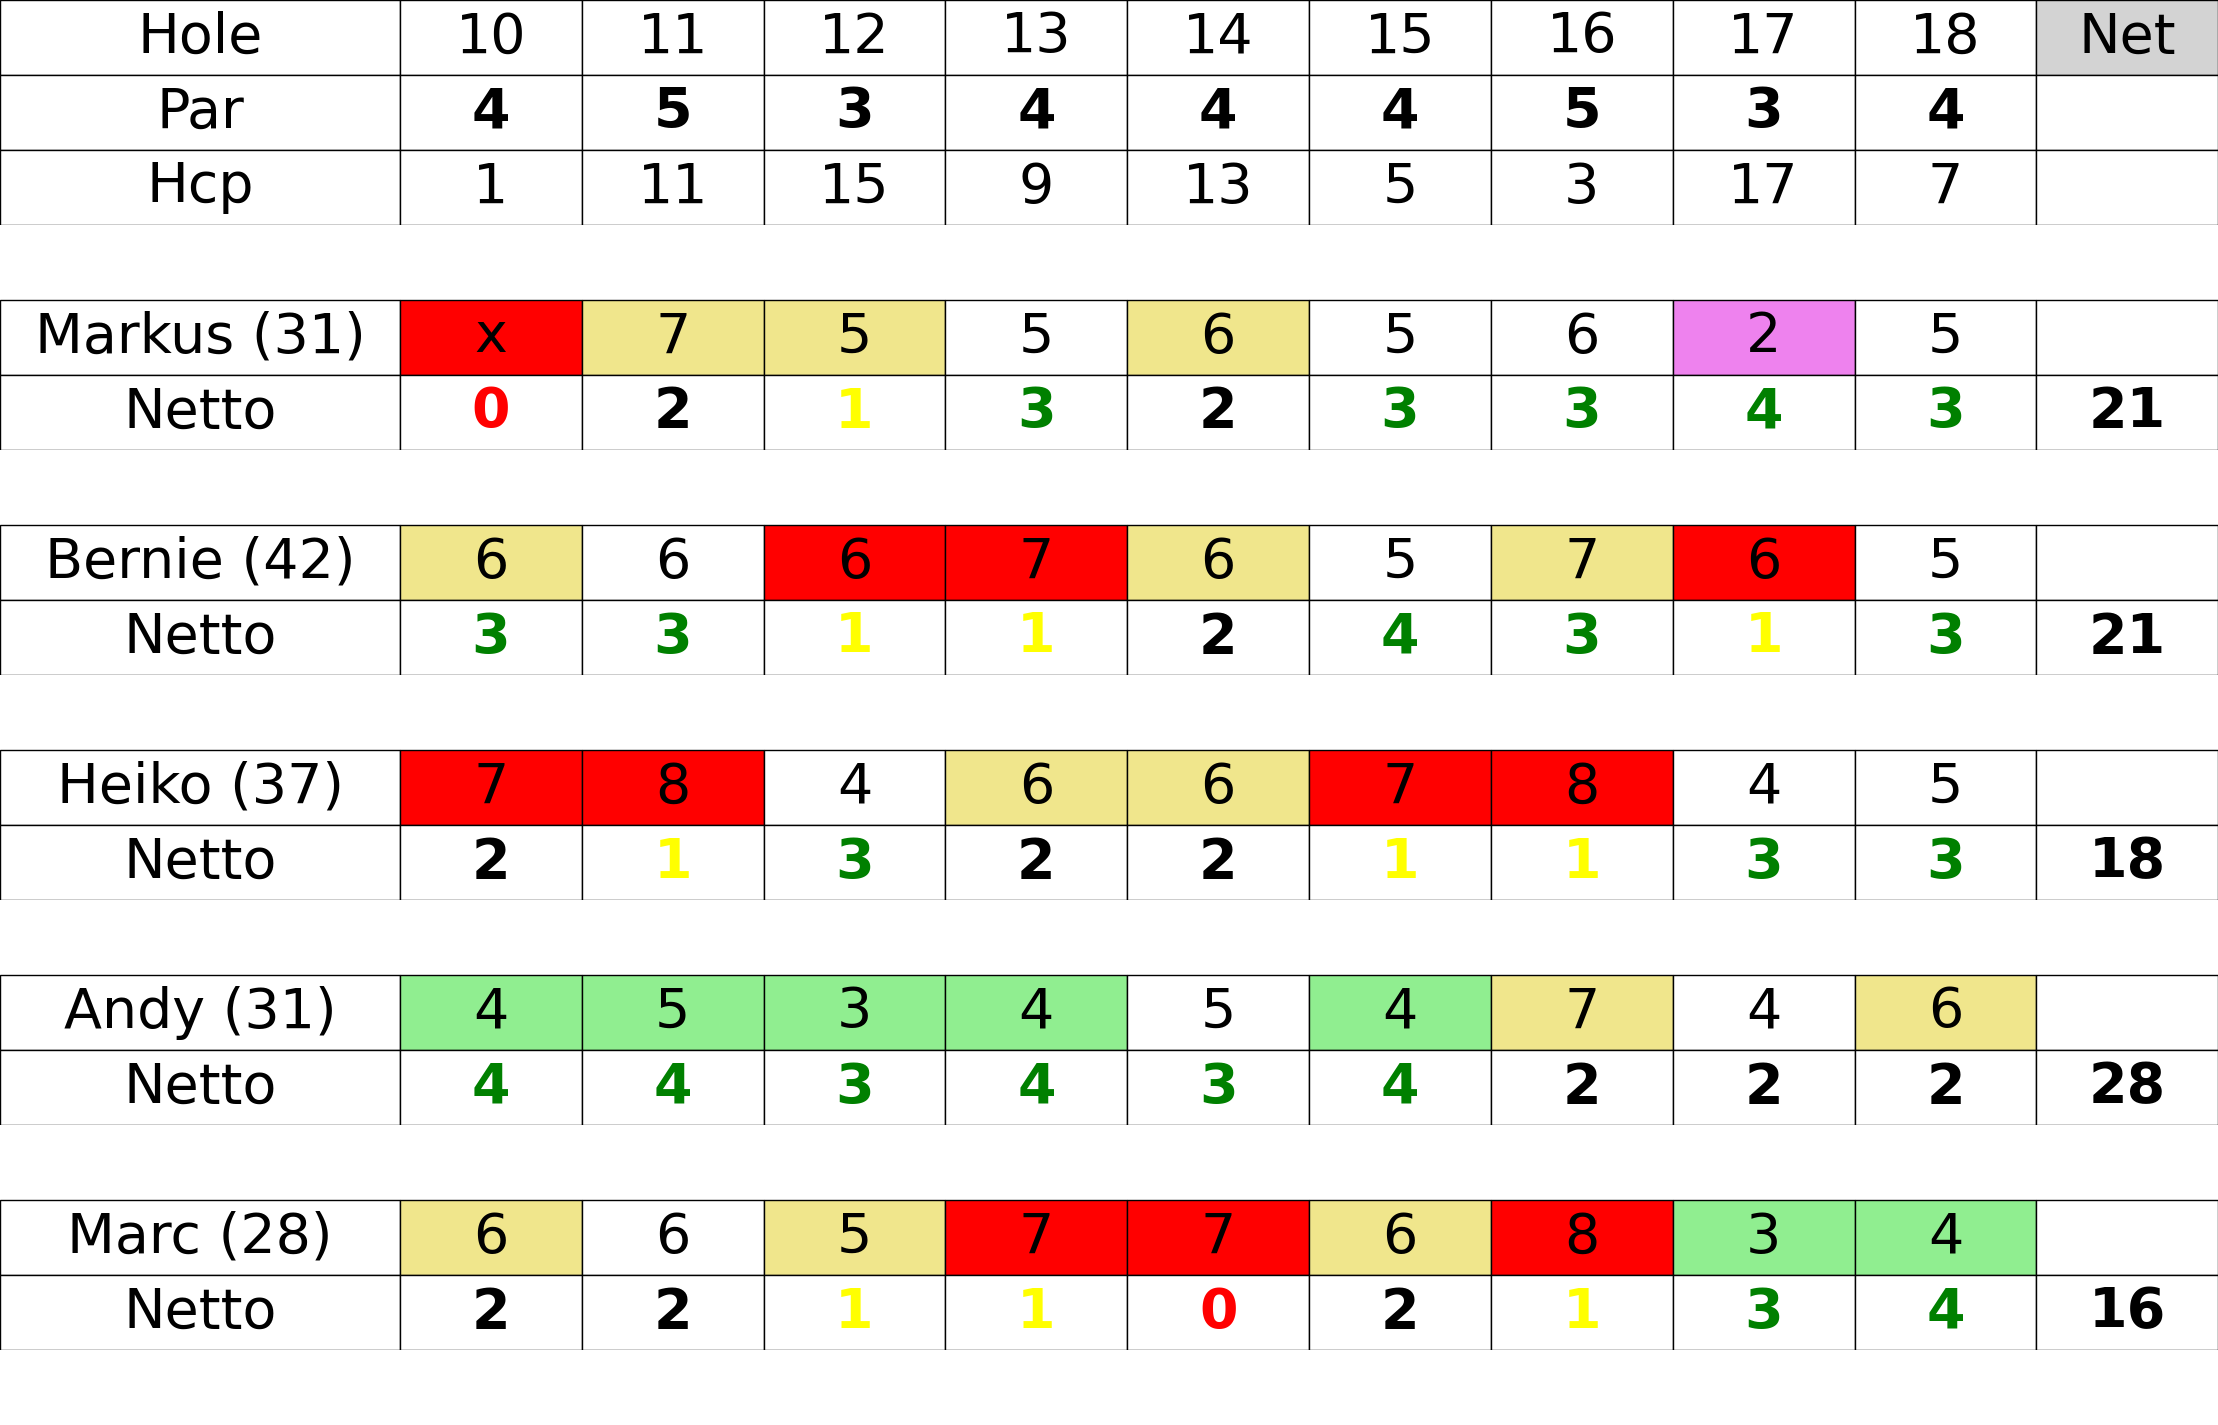 Hole 10 11 12 13 14 15 16 17 18 Net
Par 4 5 3 4 4 4 5 3 4
Hcp 1 11 15 9 13 5 3 17 7
Markus (31) x 7 5 5 6 5 6 2 5
Netto 0 2 1 3 2 3 3 4 3 21
Bernie (42) 6 6 6 7 6 5 7 6 5
Netto 3 3 1 1 2 4 3 1 3 21
Heiko (37) 7 8 4 6 6 7 8 4 5
Netto 2 1 3 2 2 1 1 3 3 18
Andy (31) 4 5 3 4 5 4 7 4 6
Netto 4 4 3 4 3 4 2 2 2 28
Marc (28) 6 6 5 7 7 6 8 3 4
Netto 2 2 1 1 0 2 1 3 4 16